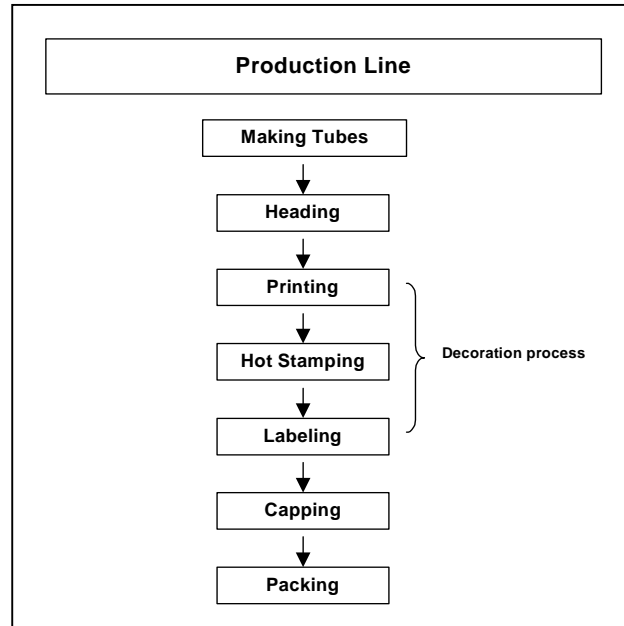 Production Line
Making Tubes
Heading
Printing
Hot Stamping
Decoration process
Labeling
Capping
Packing